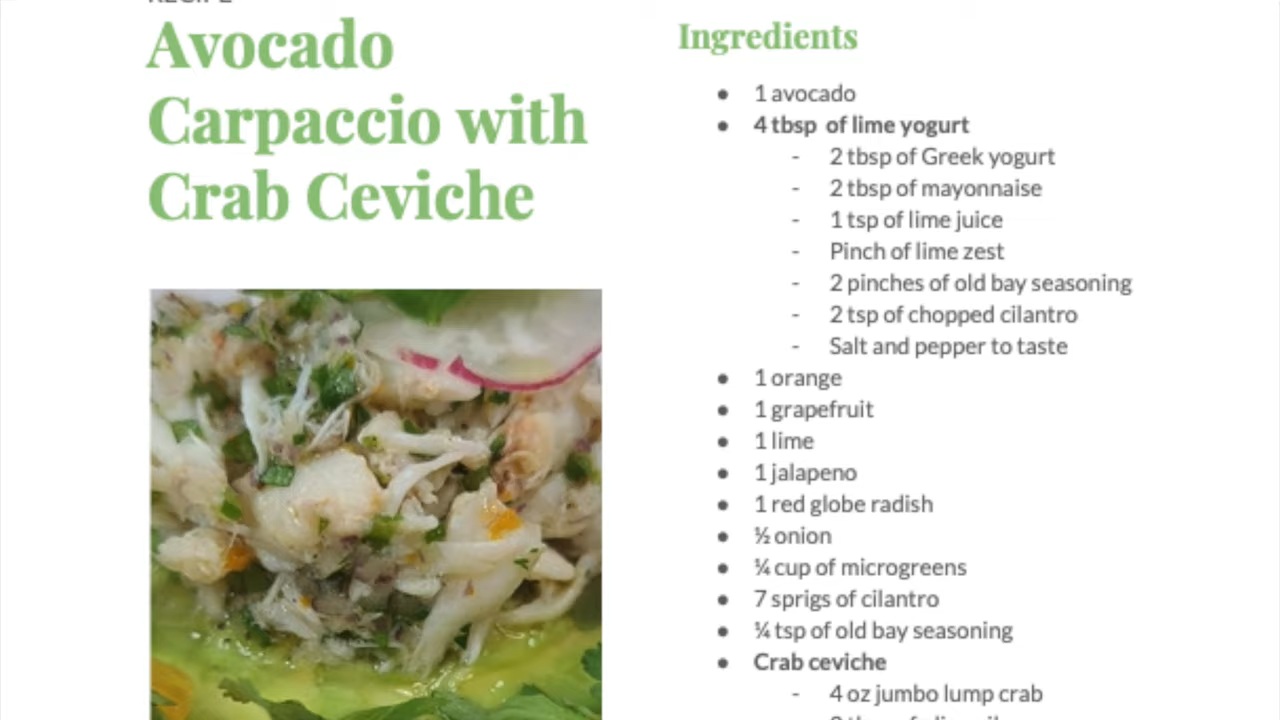 RECIPE
Avocado
Carpaccio with
Crab Ceviche
Ingredients
● 1 avocado
● 4 tbsp of lime yogurt
- 2 tbsp of Greek yogurt
- 2 tbsp of mayonnaise
- 1 tsp of lime juice
- Pinch of lime zest
- 2 pinches of old bay seasoning
- 2 tsp of chopped cilantro
- Salt and pepper to taste
● 1 orange
● 1 grapefruit
● 1 lime
● 1 jalapeno
● 1 red globe radish
● ½ onion
● ¼ cup of microgreens
● 7 sprigs of cilantro
● ¼ tsp of old bay seasoning
● Crab ceviche
- 4 oz jumbo lump crab